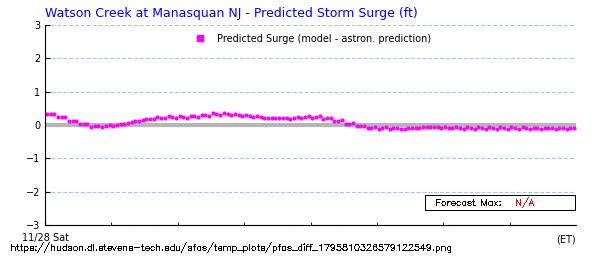 Watson Creek at Manasquan NJ - Predicted Storm Surge (ft)
3
Predicted Surge (model - astron. prediction)
2
1
0
−1
−2
Forecast Max: N/A
−3
11/28 Sat
(ET)
https://hudson.dl.stevens-tech.edu/sfas/temp_plots/pfas_diff_1795810326579122549.png